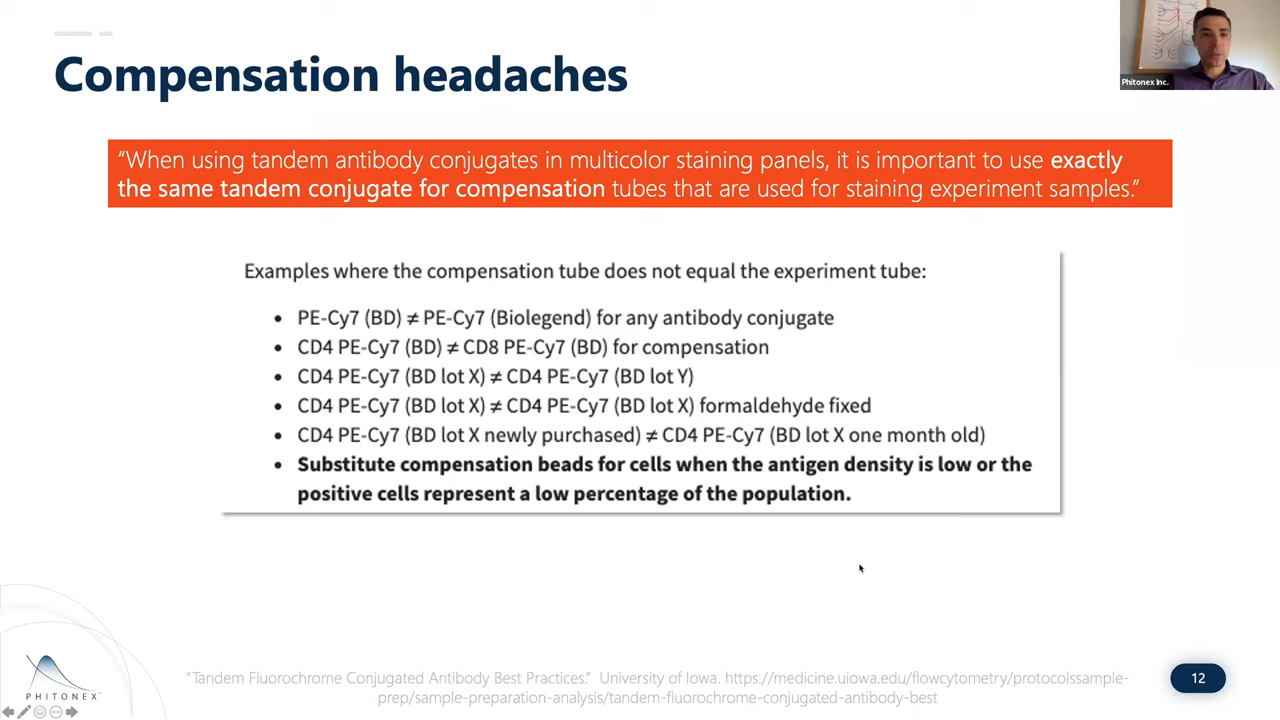 Compensation headaches
Phitonex Inc.
“When using tandem antibody conjugates in multicolor staining panels, it is important to use exactly
the same tandem conjugate for compensation tubes that are used for staining experiment samples.”
Examples where the compensation tube does not equal the experiment tube:
• PE-Cy7 (BD) ≠ PE-Cy7 (Biolegend) for any antibody conjugate
• CD4 PE-Cy7 (BD) ≠ CD8 PE-Cy7 (BD) for compensation
• CD4 PE-Cy7 (BD lot X) ≠ CD4 PE-Cy7 (BD lot Y)
• CD4 PE-Cy7 (BD lot X) ≠ CD4 PE-Cy7 (BD lot X) formaldehyde fixed
• CD4 PE-Cy7 (BD lot X newly purchased) ≠ CD4 PE-Cy7 (BD lot X one month old)
• Substitute compensation beads for cells when the antigen density is low or the
positive cells represent a low percentage of the population.
PHITONEX
“Tandem Fluorochrome Conjugated Antibody Best Practices.” University of Iowa. https://medicine.uiowa.edu/flowcytometry/protocolssample-
prep/sample-preparation-analysis/tandem-fluorochrome-conjugated-antibody-best
12